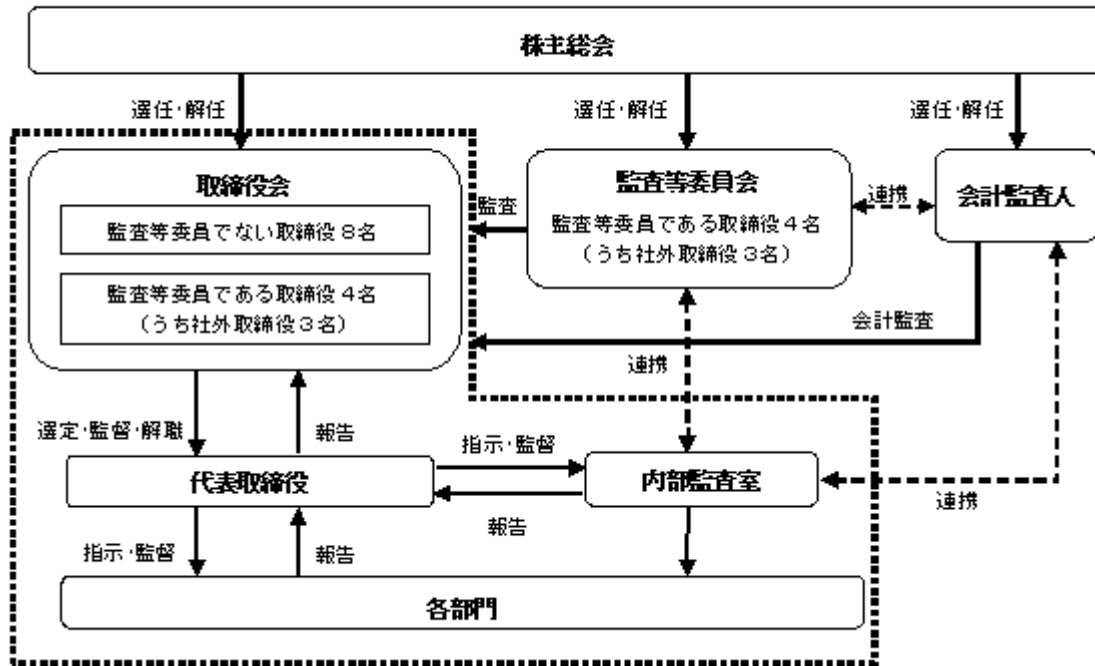 株主総会
選任・解任
選任・解任
選任・解任
取締役会
監査等委員でない取締役８名
監査等委員である取締役４名
（うち社外取締役３名）
監査
監査等委員会
監査等委員である取締役４名
（うち社外取締役３名）
連携
会計監査人
会計監査
連携
選定・監督・解職
報告
指示・監督
代表取締役
内部監査室
報告
連携
指示・監督
報告
各部門